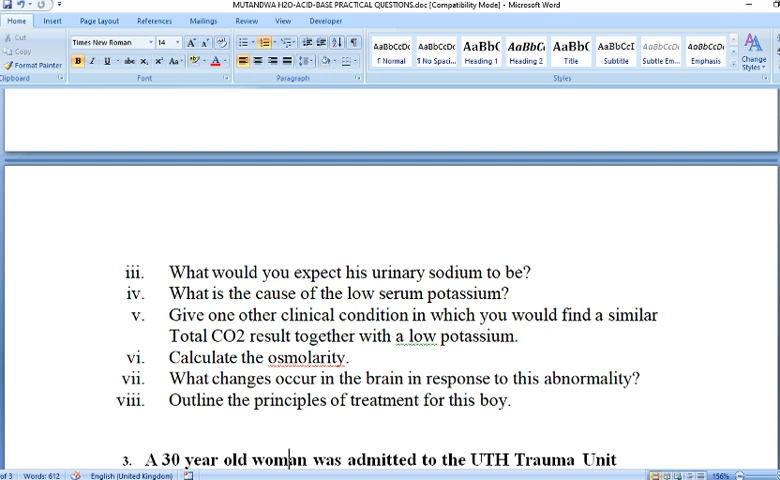 MUTANDWA H2O-ACID-BASE PRACTICAL QUESTIONS.doc [Compatibility Mode] - Microsoft Word
Home Insert Page Layout References Mailings Review View Developer
Cut
Copy
Format Painter
Times New Roman 14
AaBbCcDc AaBbCcDc AaBbC AaBbC AaBbC AaBbCcI AaBbCcDc AaBbCcDc
¶ Normal ¶ No Spaci... Heading 1 Heading 2 Title Subtitle Subtle Em... Emphasis
Change Styles
Clipboard Font Paragraph Styles
iii. What would you expect his urinary sodium to be?
iv. What is the cause of the low serum potassium?
v. Give one other clinical condition in which you would find a similar
Total CO2 result together with a low potassium.
vi. Calculate the osmolarity.
vii. What changes occur in the brain in response to this abnormality?
viii. Outline the principles of treatment for this boy.
3. A 30 year old woman was admitted to the UTH Trauma Unit
of 3 Words: 612 English (United Kingdom) 156%